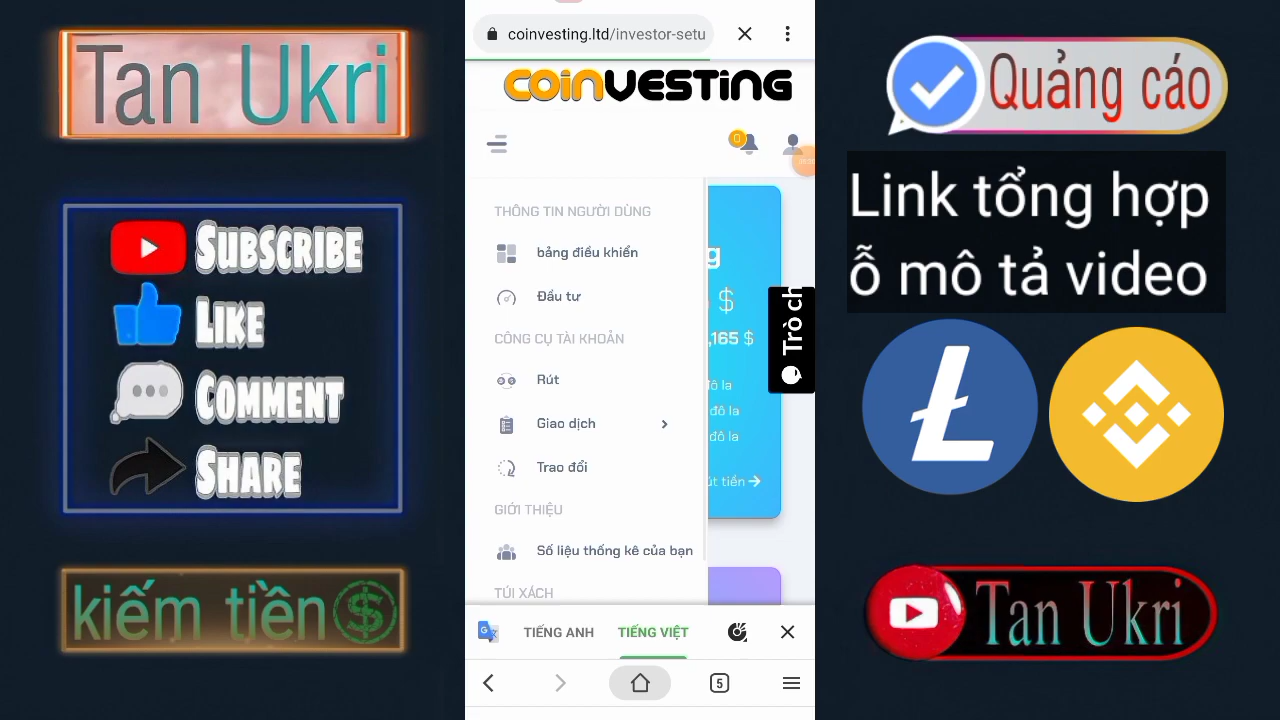 Tan Ukri
SUBSCRIBE
LIKE
COMMENT
SHARE
kiếm tiền
coinvesting.ltd/investor-setu
COINVESTING
0
THÔNG TIN NGƯỜI DÙNG
bảng điều khiển
Đầu tư
CÔNG CỤ TÀI KHOẢN
Rút
Giao dịch
Trao đổi
GIỚI THIỆU
Số liệu thống kê của bạn
TÚI XÁCH
g
$
,165 $
đô la
đô la
đô la
út tiền
Trò ch
TIẾNG ANH
TIẾNG VIỆT
5
Quảng cáo
Link tổng hợp
ỗ mô tả video
Tan Ukri